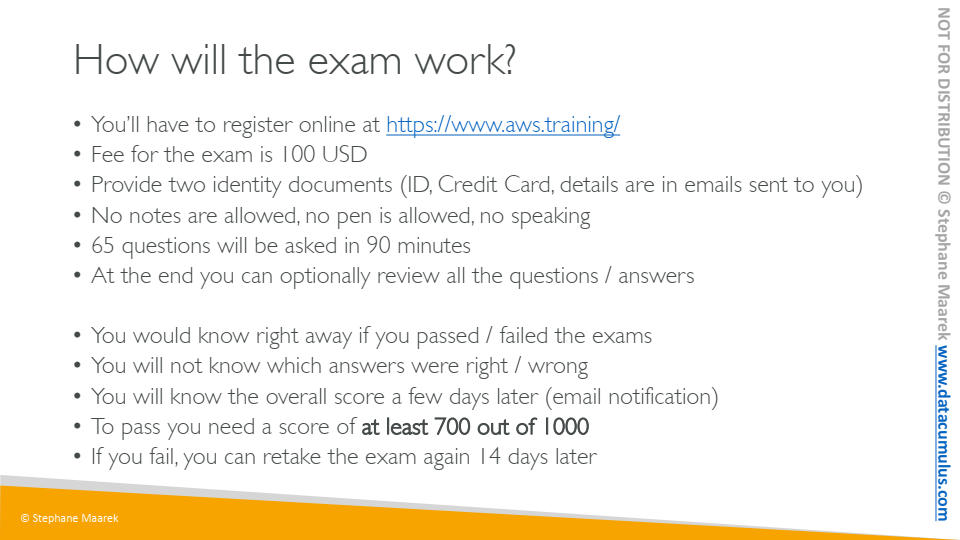 How will the exam work?
• You'll have to register online at https://www.aws.training/
• Fee for the exam is 100 USD
• Provide two identity documents (ID, Credit Card, details are in emails sent to you)
• No notes are allowed, no pen is allowed, no speaking
• 65 questions will be asked in 90 minutes
• At the end you can optionally review all the questions / answers
• You would know right away if you passed / failed the exams
• You will not know which answers were right / wrong
• You will know the overall score a few days later (email notification)
• To pass you need a score of at least 700 out of 1000
• If you fail, you can retake the exam again 14 days later
© Stephane Maarek
NOT FOR DISTRIBUTION © Stephane Maarek www.datacumulus.com